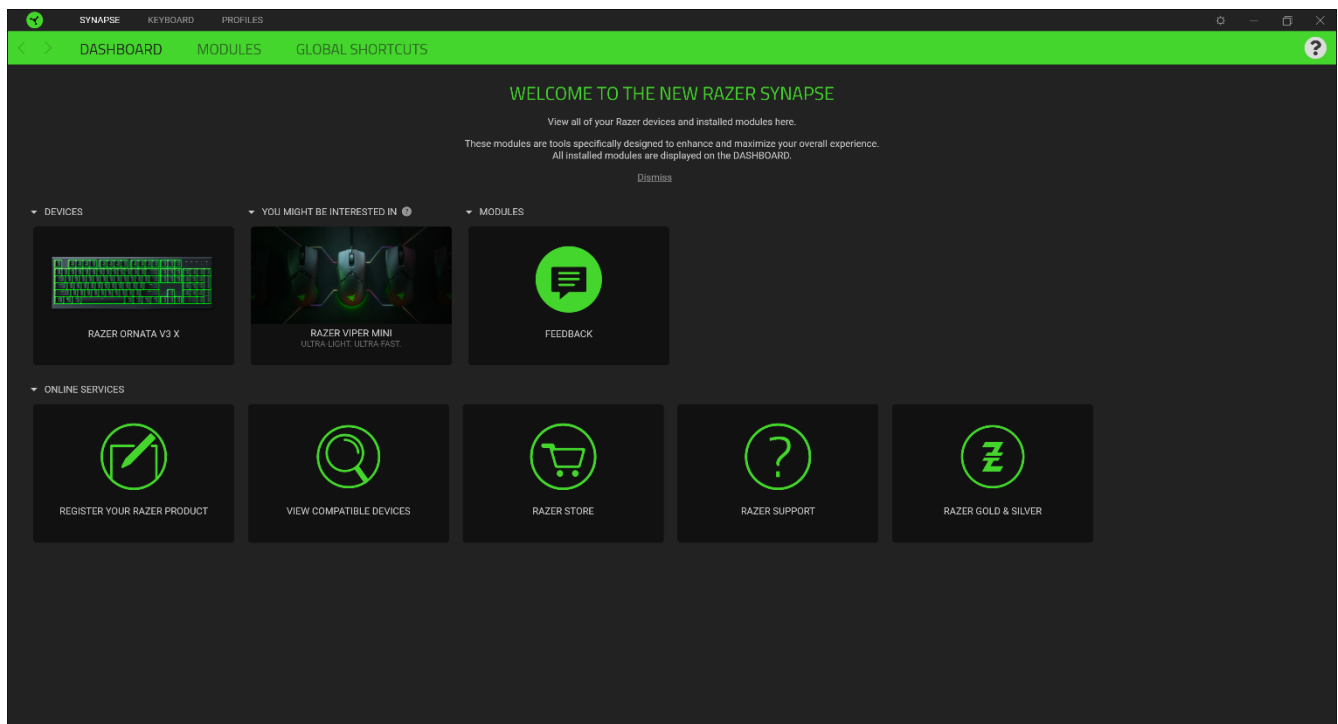 SYNAPSE KEYBOARD PROFILES
DASHBOARD MODULES GLOBAL SHORTCUTS
WELCOME TO THE NEW RAZER SYNAPSE
View all of your Razer devices and installed modules here.
These modules are tools specifically designed to enhance and maximize your overall experience.
All installed modules are displayed on the DASHBOARD.
Dismiss
DEVICES
YOU MIGHT BE INTERESTED IN
MODULES
RAZER ORNATA V3 X
RAZER VIPER MINI
ULTRA-LIGHT. ULTRA-FAST.
FEEDBACK
ONLINE SERVICES
REGISTER YOUR RAZER PRODUCT
VIEW COMPATIBLE DEVICES
RAZER STORE
RAZER SUPPORT
RAZER GOLD & SILVER